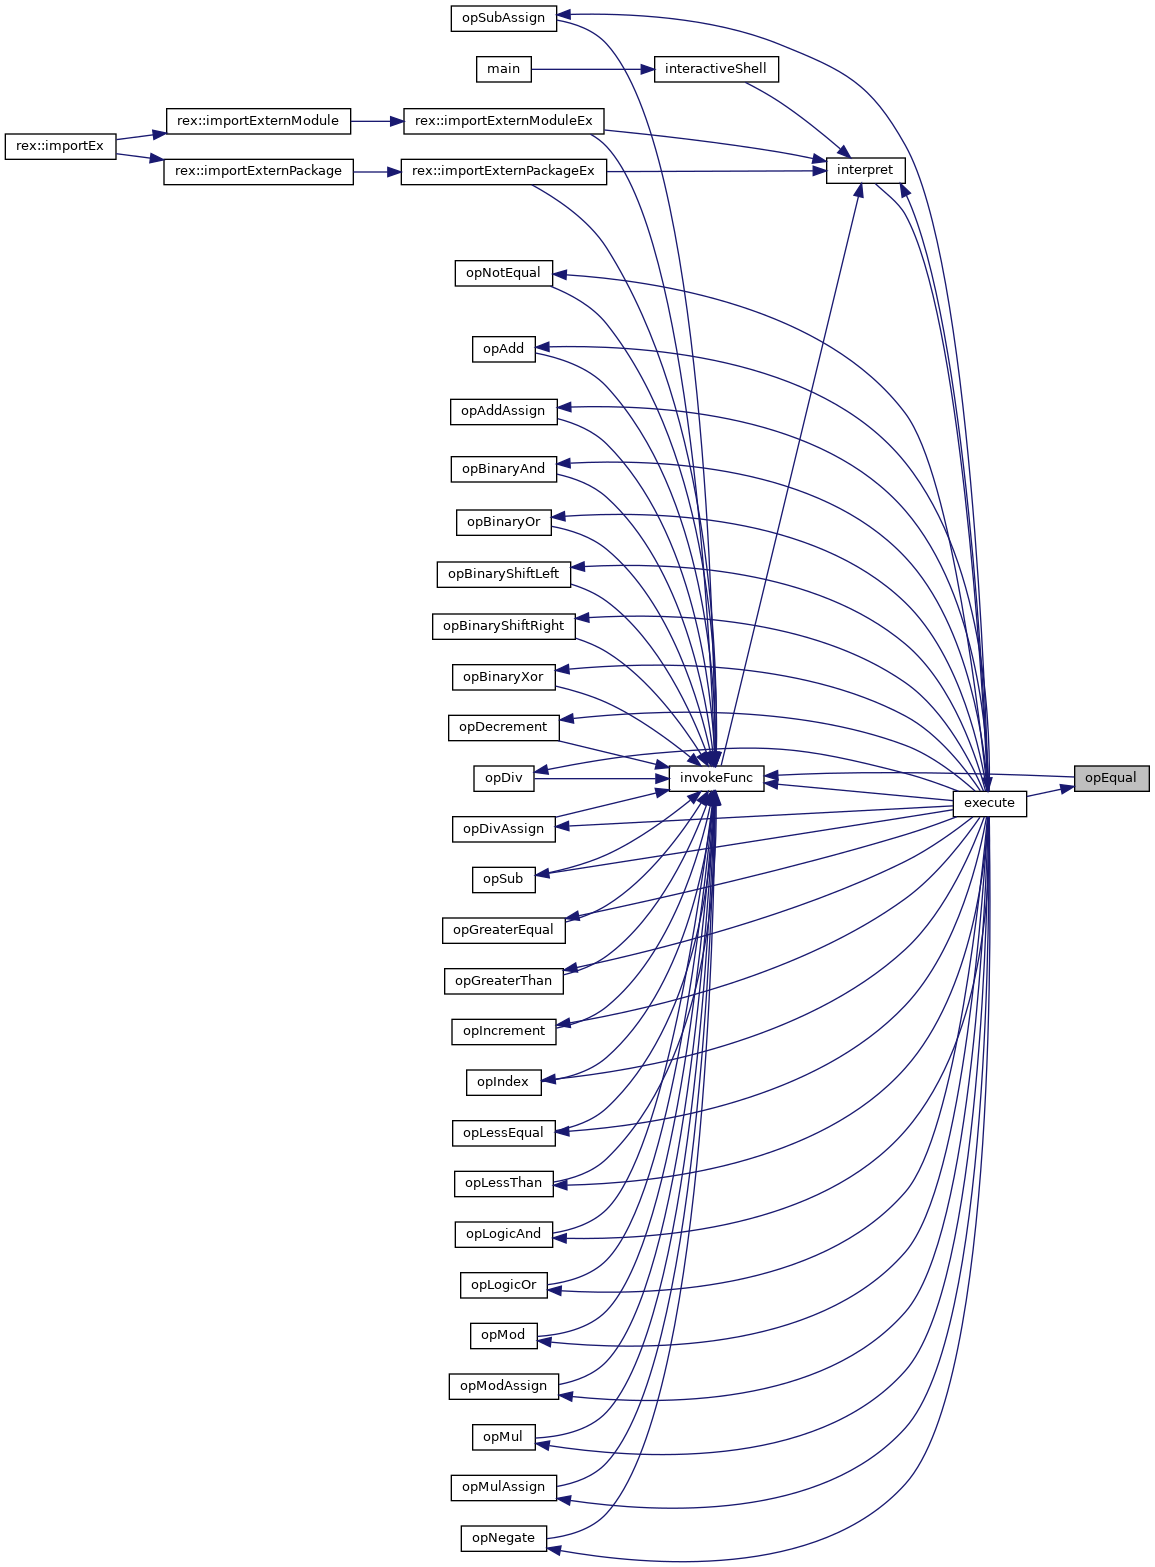 opSubAssign
main
interactiveShell
rex::importExternModule
rex::importExternModuleEx
rex::importEx
rex::importExternPackage
rex::importExternPackageEx
interpret
opNotEqual
opAdd
opAddAssign
opBinaryAnd
opBinaryOr
opBinaryShiftLeft
opBinaryShiftRight
opBinaryXor
opDecrement
opDiv
invokeFunc
opEqual
execute
opDivAssign
opSub
opGreaterEqual
opGreaterThan
opIncrement
opIndex
opLessEqual
opLessThan
opLogicAnd
opLogicOr
opMod
opModAssign
opMul
opMulAssign
opNegate